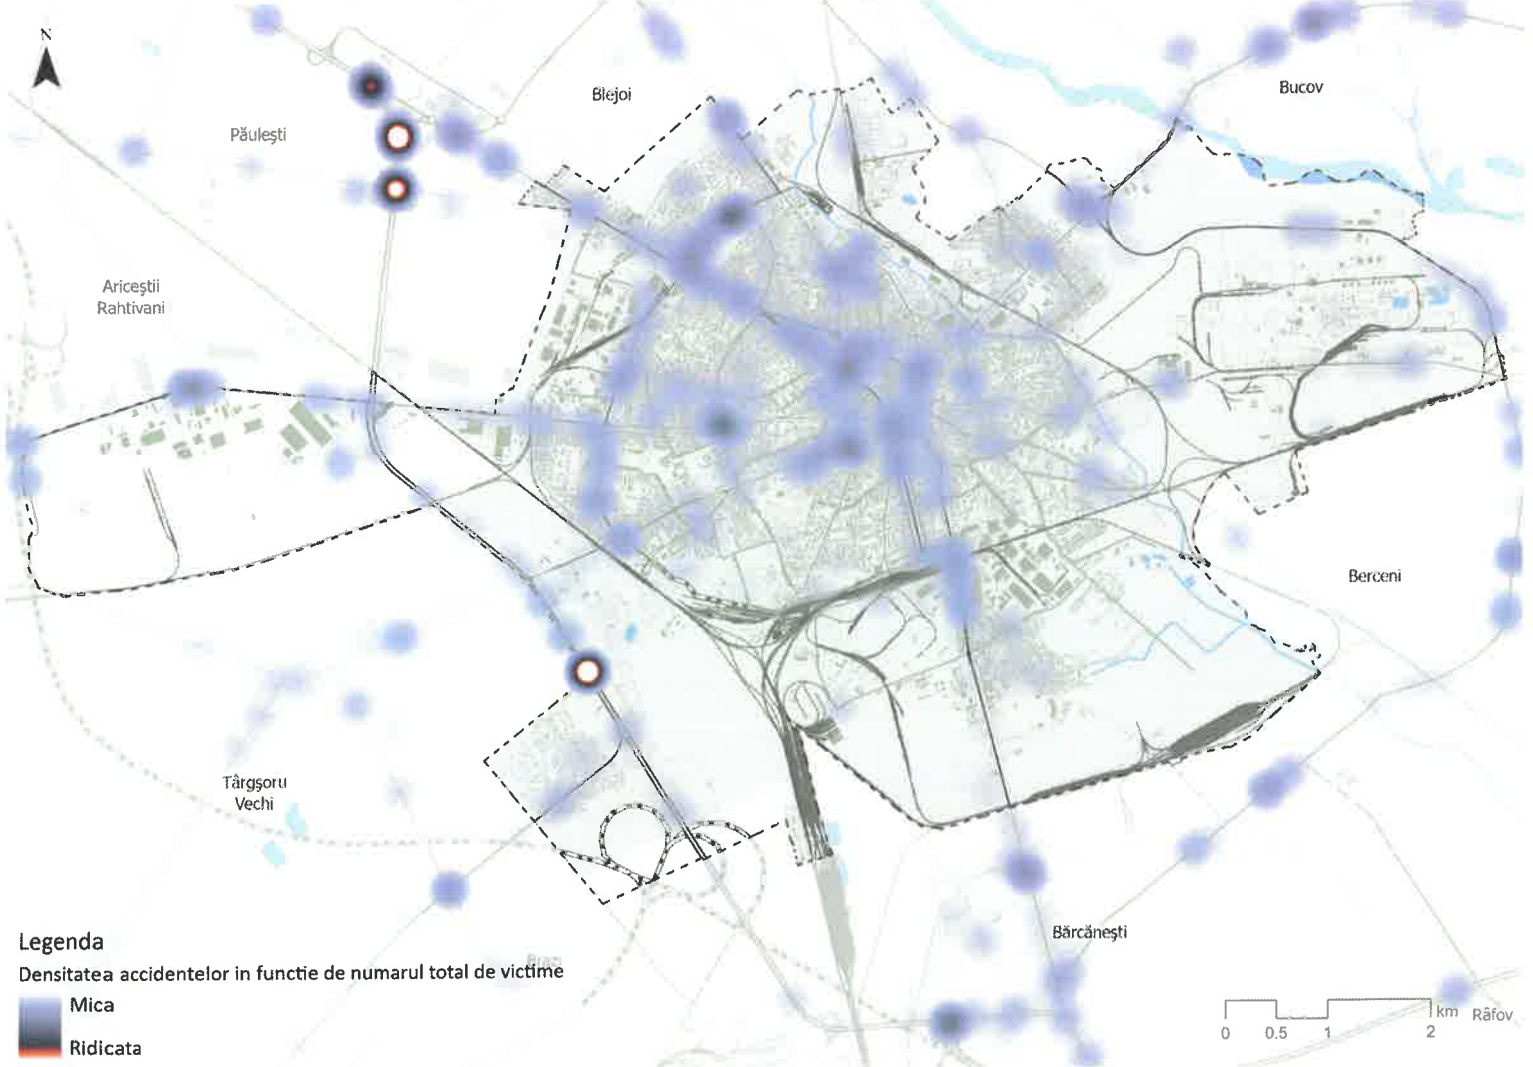 N
Blejoi
Bucov
Păulești
Ariceștii
Rahtivani
Berceni
Târgșoru
Vechi
Bărcănești
Legenda
Brazi
Densitatea accidentelor in functie de numarul total de victime
Mica
Ridicata
km
Râfov
0 0.5 1 2